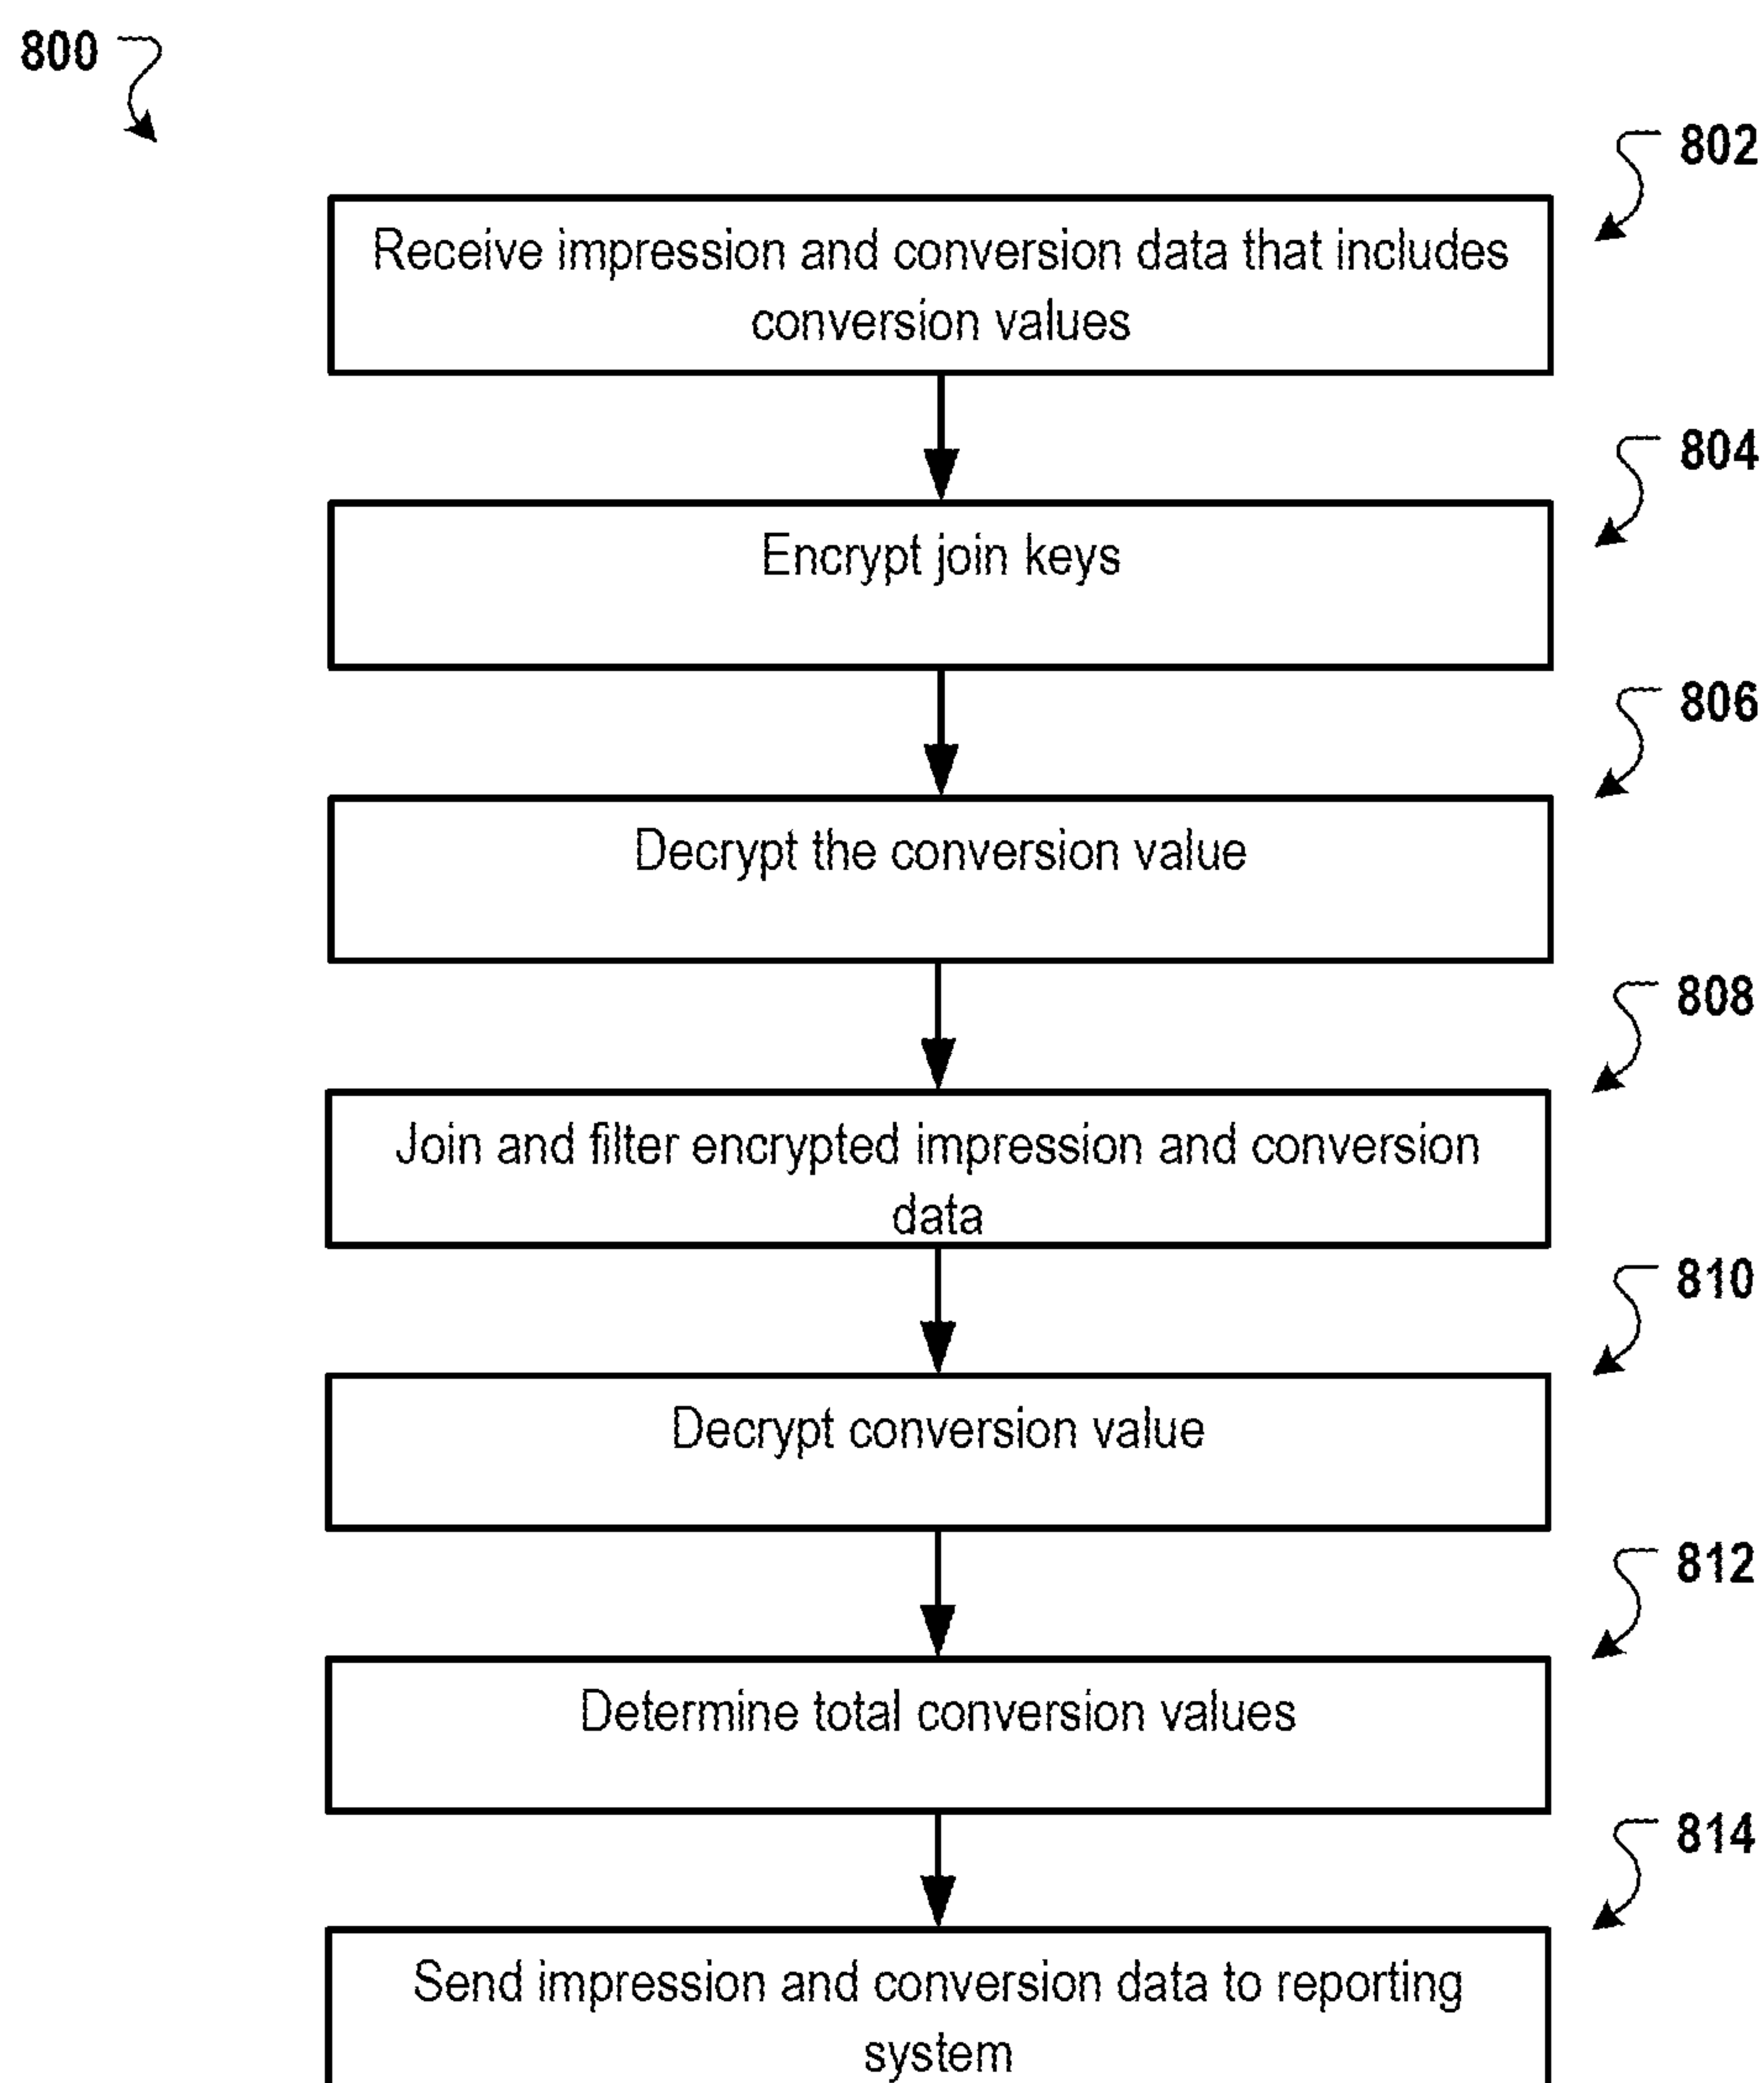 800
802
Receive impression and conversion data that includes
conversion values
804
Encrypt join keys
806
Decrypt the conversion value
808
Join and filter encrypted impression and conversion
data
810
Decrypt conversion value
812
Determine total conversion values
814
Send impression and conversion data to reporting
system